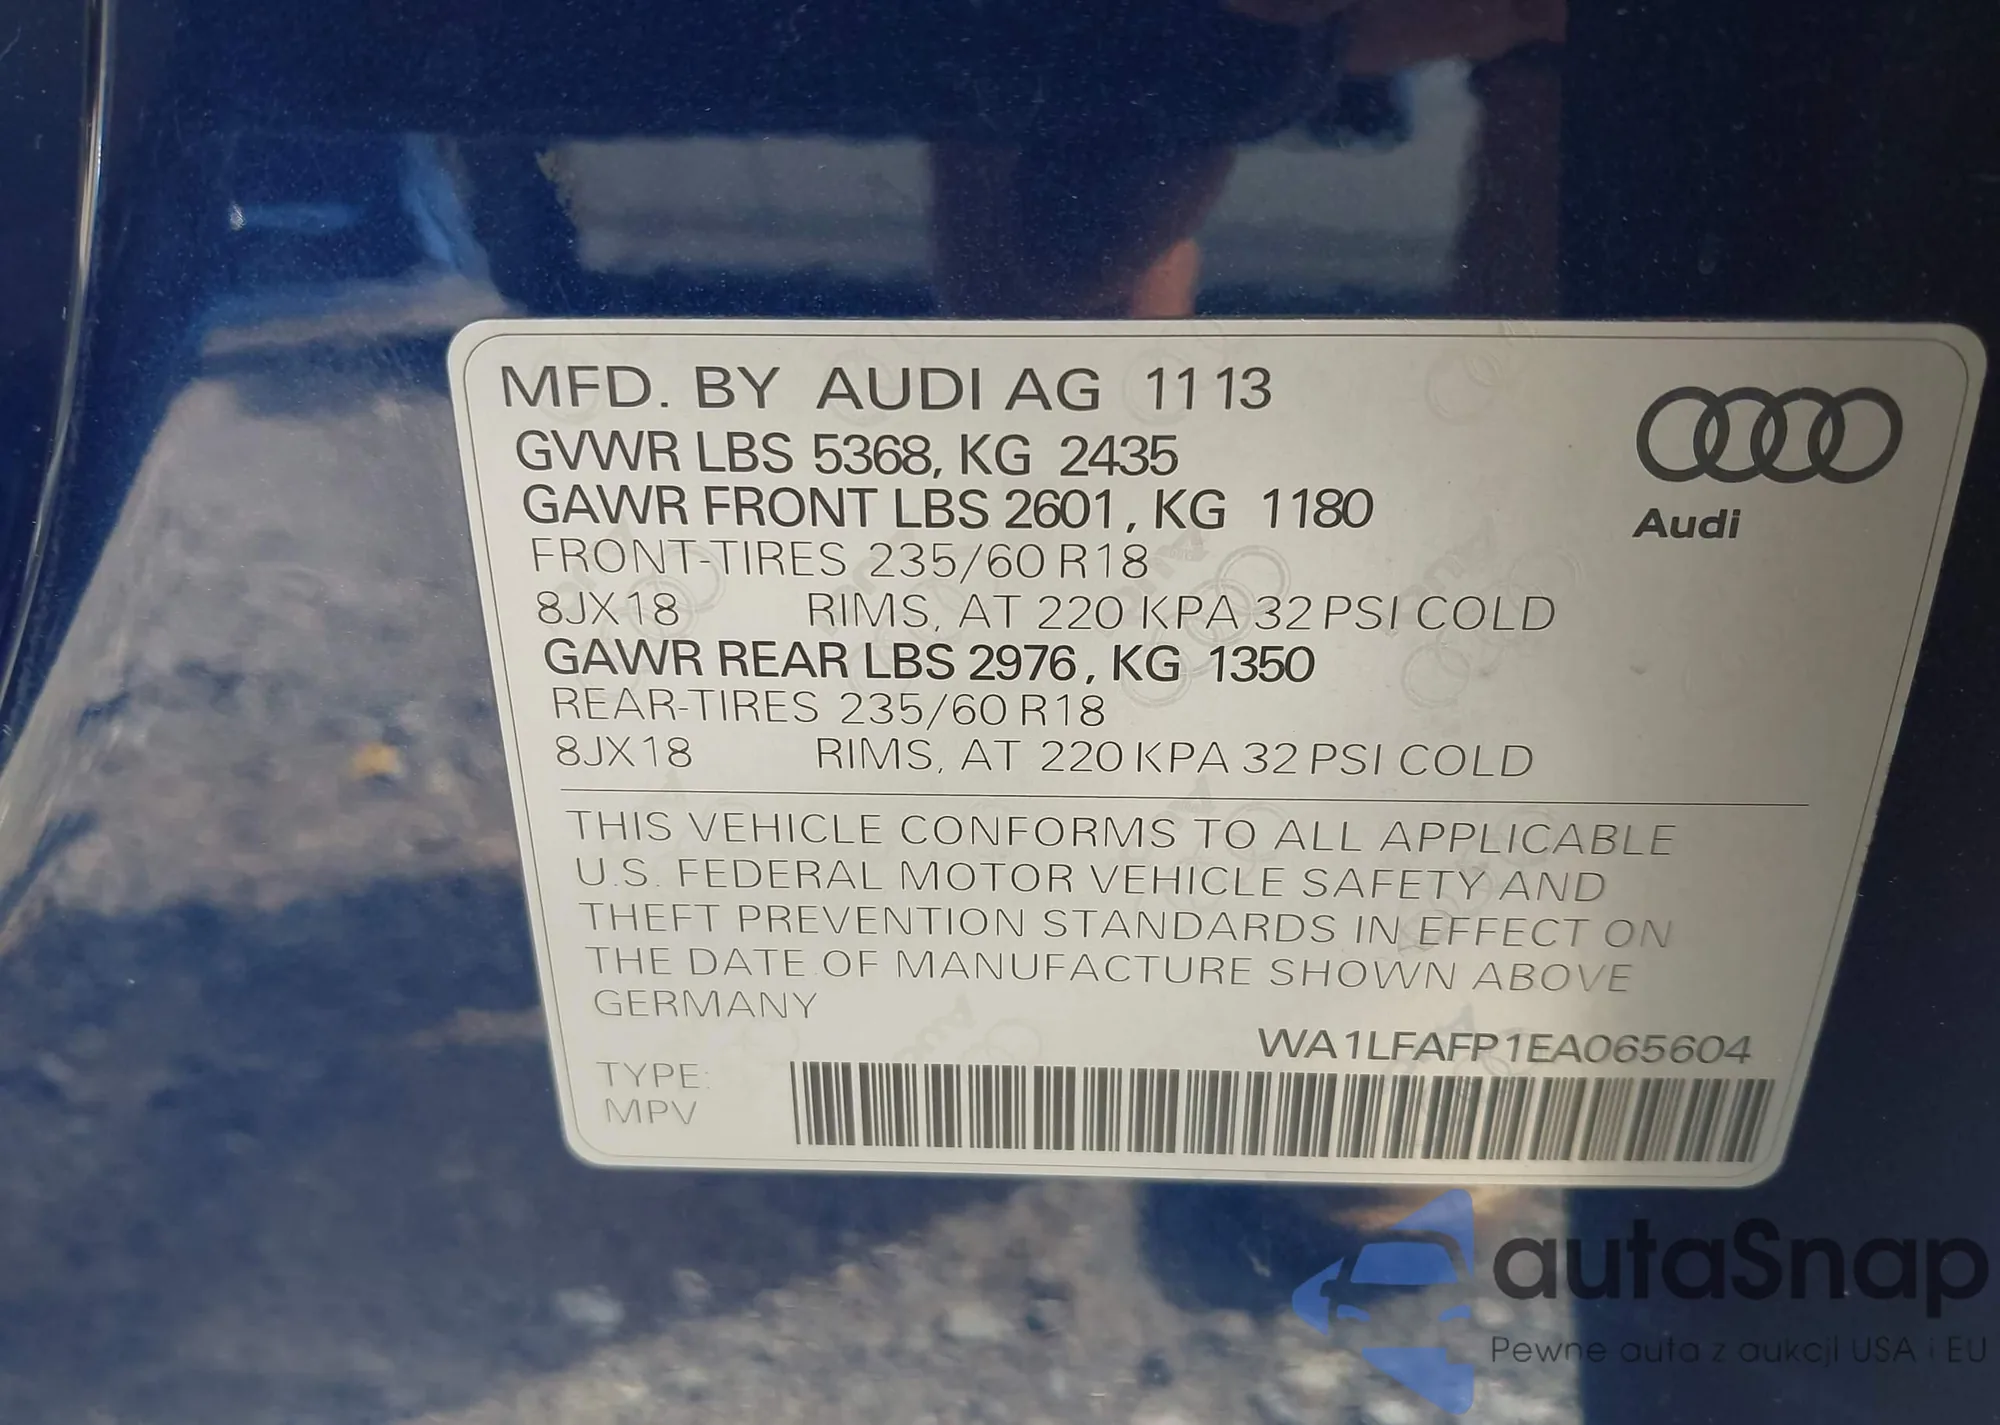 MFD. BY AUDI AG 11 13
GVWR LBS 5368, KG 2435
GAWR FRONT LBS 2601, KG 1180
FRONT-TIRES 235/60 R18
8JX18 RIMS, AT 220 KPA 32 PSI COLD
GAWR REAR LBS 2976, KG 1350
REAR-TIRES 235/60 R18
8JX18 RIMS, AT 220 KPA 32 PSI COLD
Audi
THIS VEHICLE CONFORMS TO ALL APPLICABLE
U.S. FEDERAL MOTOR VEHICLE SAFETY AND
THEFT PREVENTION STANDARDS IN EFFECT ON
THE DATE OF MANUFACTURE SHOWN ABOVE
GERMANY
WA1LFAFP1EA065604
TYPE:
MPV
autaSnap
Pewne auta z aukcji USA i EU